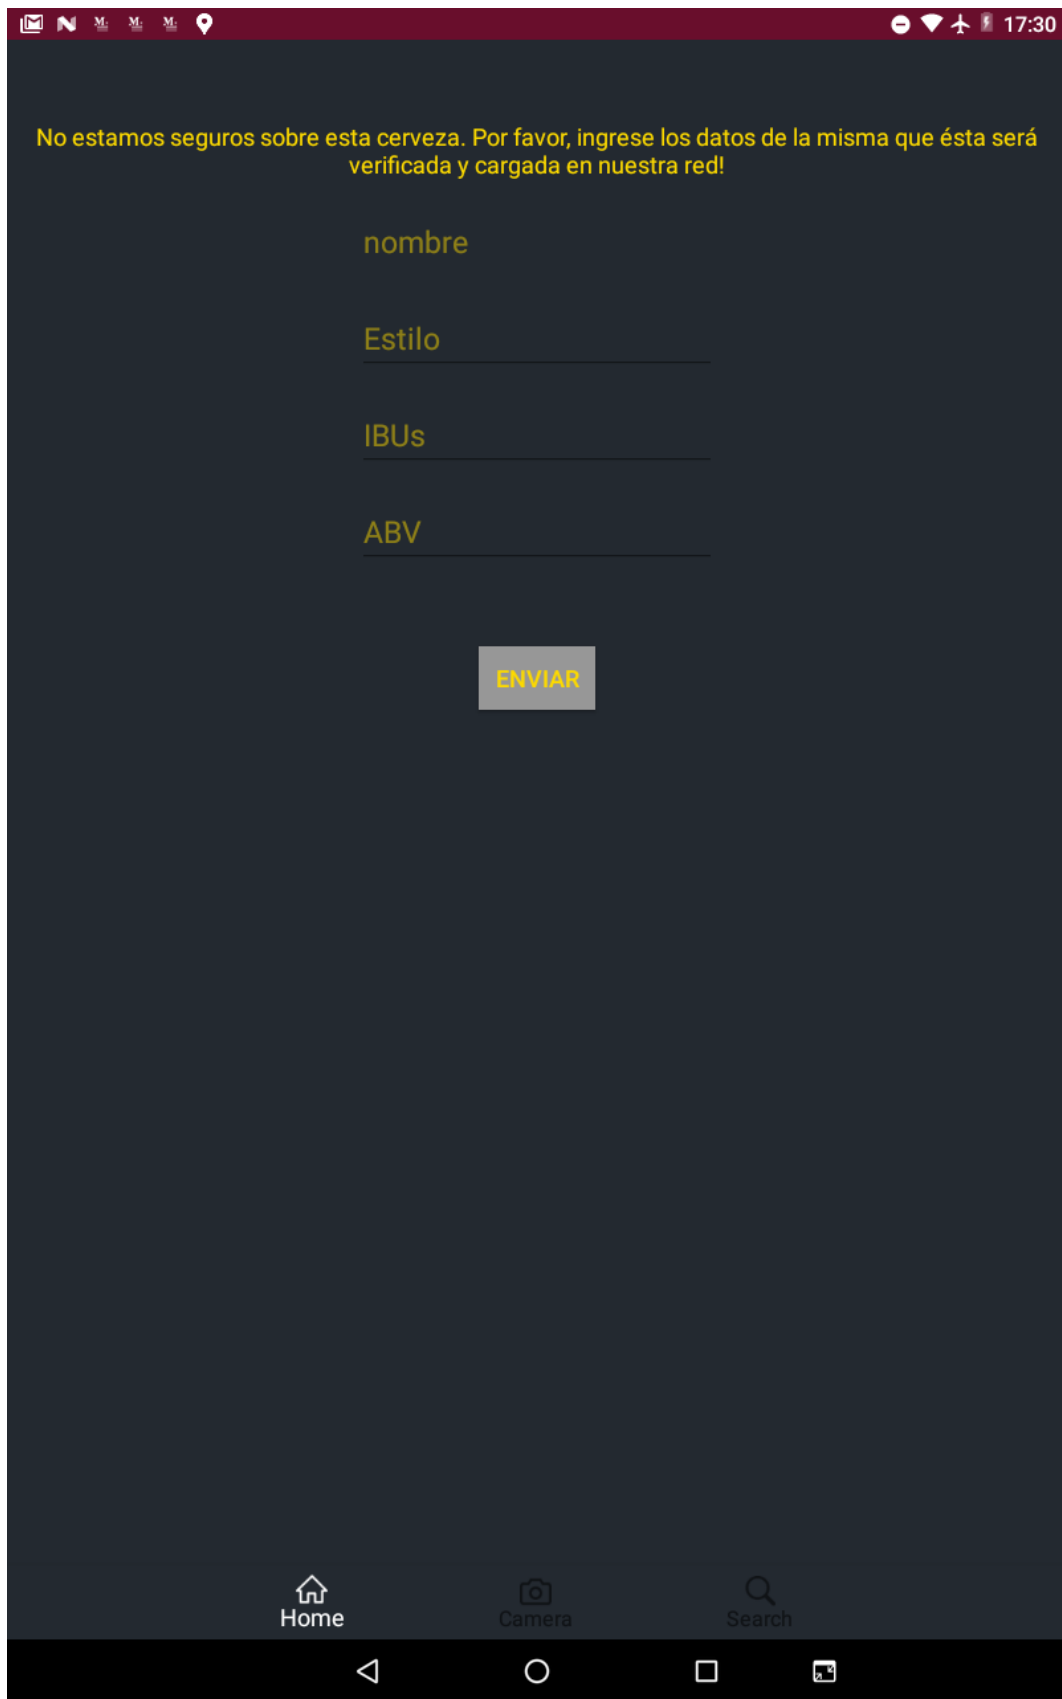 17:30
No estamos seguros sobre esta cerveza. Por favor, ingrese los datos de la misma que ésta será
verificada y cargada en nuestra red!
nombre
Estilo
IBUs
ABV
ENVIAR
Home
Camera
Search